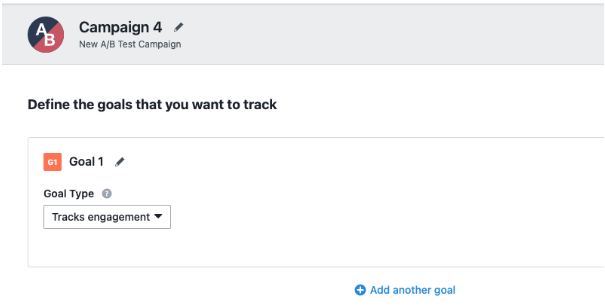 A
B
Campaign 4
New A/B Test Campaign
Define the goals that you want to track
G1 Goal 1
Goal Type ?
Tracks engagement
Add another goal